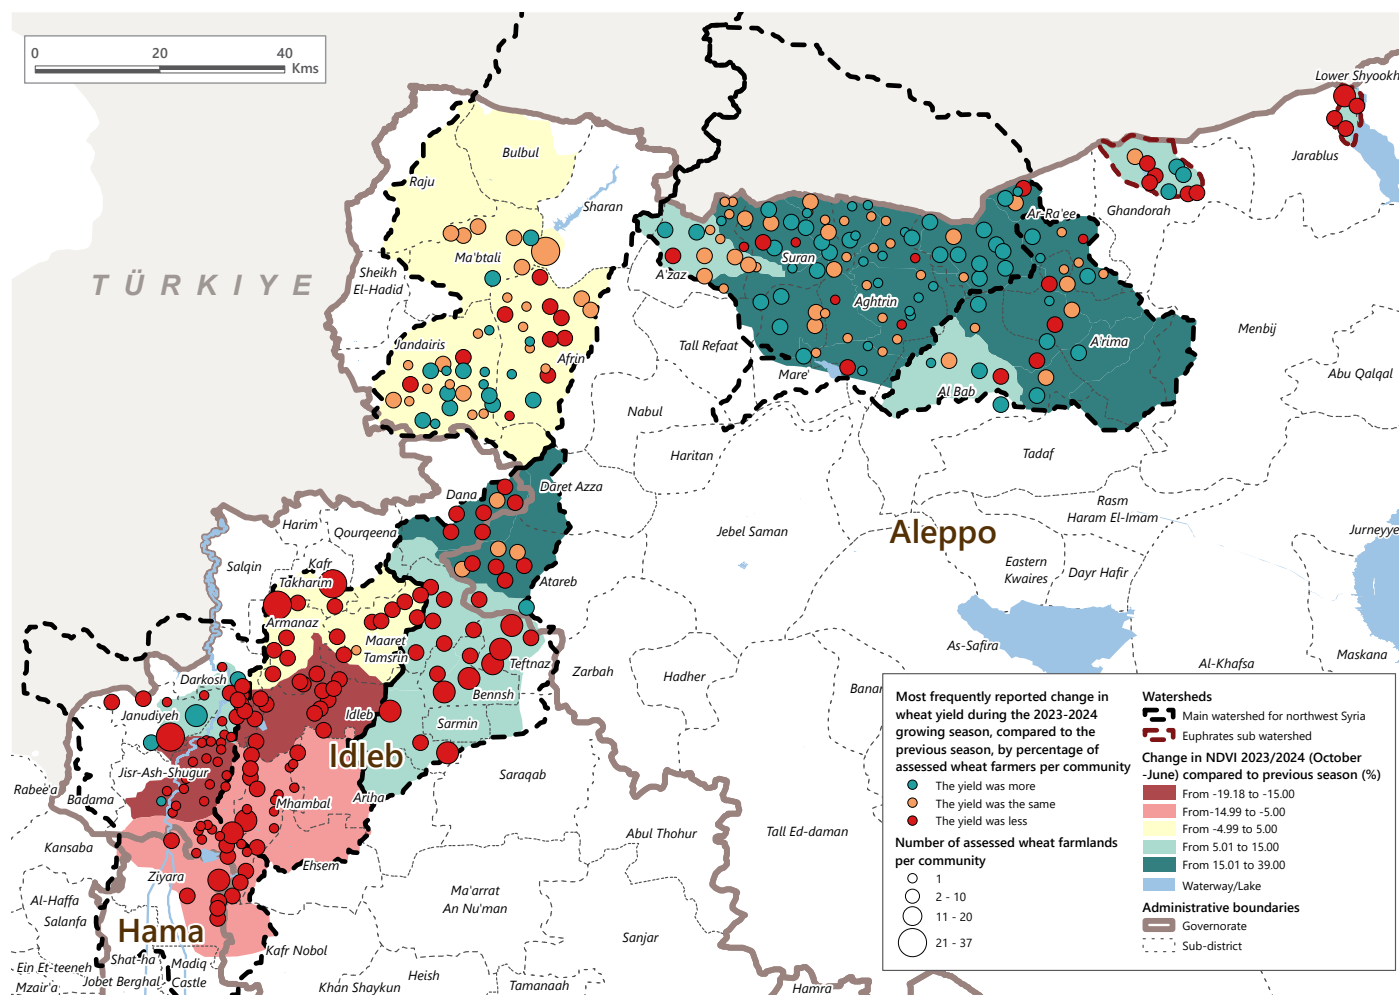 0 20 40
Kms
Lower Shyookh
Jarablus
Bulbul
Raju
Sharan
Ghandorah
Ar-Ra'ee
Ma'btali
Suran
A'zaz
Sheikh
El-Hadid
TÜRKIYE
Aghtrin
Menbij
Jandairis
Afrin
Tall Refaat
A'rima
Mare'
Abu Qalqal
Al Bab
Nabul
Haritan
Tadaf
Daret Azza
Dana
Rasm
Haram El-Imam
Harim
Qourqeena
Jebel Saman
Aleppo
Jurneyye
Salqin
Kafr
Takharim
Eastern
Kwaires
Dayr Hafir
Atareb
Armanaz
Maaret
Tamsrin
As-Safira
Maskana
Teftnaz
Zarbah
Hadher
Banan
Al-Khafsa
Darkosh
Bennsh
Janudiyeh
Idleb
Sarmin
Idleb
Jisr-Ash-Shugur
Saraqab
Rabee'a
Badama
Mhambal
Ariha
Abul Thohur
Tall Ed-daman
Kansaba
Ehsem
Ziyara
Ma'arrat
An Nu'man
Al-Haffa
Salanfa
Hama
Sanjar
Kafr Nobol
Shat-ha
Madiq
Castle
Ein Et-teeneh
Jobet Berghal
Mzair'a
Heish
Khan Shaykun
Tamanaah
Hamra
Most frequently reported change in
wheat yield during the 2023-2024
growing season, compared to the
previous season, by percentage of
assessed wheat farmers per community
The yield was more
The yield was the same
The yield was less
Number of assessed wheat farmlands
per community
1
2 - 10
11 - 20
21 - 37
Watersheds
Main watershed for northwest Syria
Euphrates sub watershed
Change in NDVI 2023/2024 (October
-June) compared to previous season (%)
From -19.18 to -15.00
From-14.99 to -5.00
From -4.99 to 5.00
From 5.01 to 15.00
From 15.01 to 39.00
Waterway/Lake
Administrative boundaries
Governorate
Sub-district